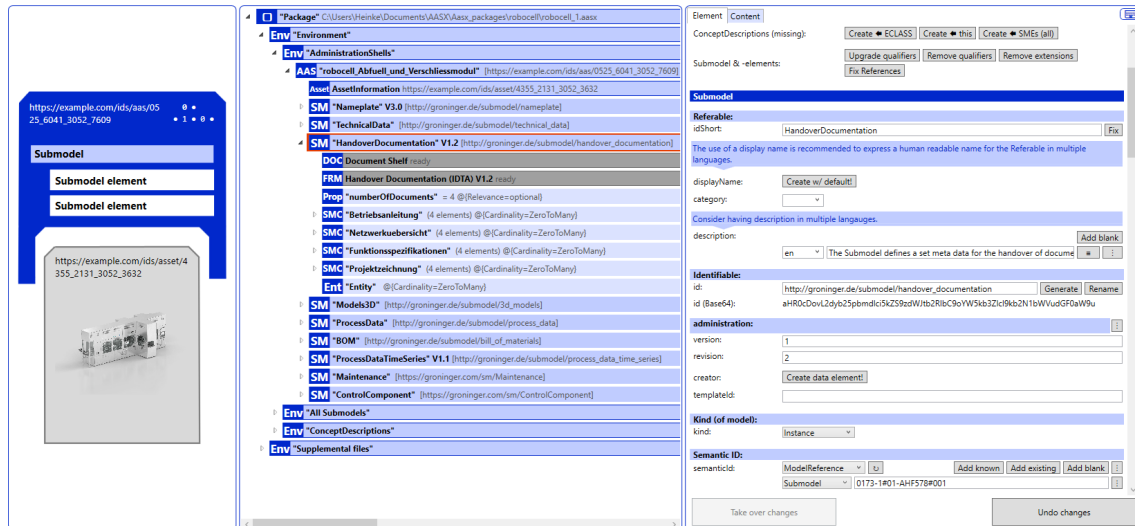 https://example.com/ids/aas/05 0
25_6041_3052_7609 1 0
Submodel
Submodel element
Submodel element
https://example.com/ids/asset/4
355_2131_3052_3632
"Package" C:\Users\Heinke\Documents\AASX\Aasx_packages\robocell\robocell_1.aasx
Env "Environment"
Env "AdministrationShells"
AAS "robocell_Abfuell_und_Verschliessmodul" [https://example.com/ids/aas/0525_6041_3052_7609]
Asset AssetInformation https://example.com/ids/asset/4355_2131_3052_3632
SM "Nameplate" V3.0 [http://groninger.de/submodel/nameplate]
SM "TechnicalData" [http://groninger.de/submodel/technical_data]
SM "HandoverDocumentation" V1.2 [http://groninger.de/submodel/handover_documentation]
DOC Document Shelf ready
FRM Handover Documentation (IDTA) V1.2 ready
Prop "numberOfDocuments" = 4 @{Relevance=optional)
SMC "Betriebsanleitung" (4 elements) @{Cardinality=ZeroToMany)
SMC "Netzwerkuebersicht" (4 elements) @{Cardinality=ZeroToMany)
SMC "Funktionsspezifikationen" (4 elements) @{Cardinality=ZeroToMany)
SMC "Projektzeichnung" (4 elements) @{Cardinality=ZeroToMany)
Ent "Entity" @{Cardinality=ZeroToMany)
SM "Models3D" [http://groninger.de/submodel/3d_models]
SM "ProcessData" [http://groninger.de/submodel/process_data]
SM "BOM" [http://groninger.de/submodel/bill_of_materials]
SM "ProcessDataTimeSeries" V1.1 [http://groninger.de/submodel/process_data_time_series]
SM "Maintenance" [https://groninger.com/sm/Maintenance]
SM "ControlComponent" [https://groninger.com/sm/ControlComponent]
Env "All Submodels"
Env "ConceptDescriptions"
Env "Supplemental files"
Element Content
ConceptDescriptions (missing): Create ECLASS Create this Create SMEs (all)
Submodel & -elements: Upgrade qualifiers Remove qualifiers Remove extensions
Fix References
Submodel
Referable:
idShort: HandoverDocumentation Fix
The use of a display name is recommended to express a human readable name for the Referable in multiple
languages.
displayName: Create w/ default!
category:
Consider having description in multiple langauges.
description: Add blank
en The Submodel defines a set meta data for the handover of docume
Identifiable:
id: http://groninger.de/submodel/handover_documentation Generate Rename
id (Base64):
administration:
version: 1
revision: 2
creator: Create data element!
templateId:
Kind (of model):
kind: Instance
Semantic ID:
semanticId: ModelReference Add known Add existing Add blank
Submodel 0173-1#01-AHF578#001
Take over changes Undo changes